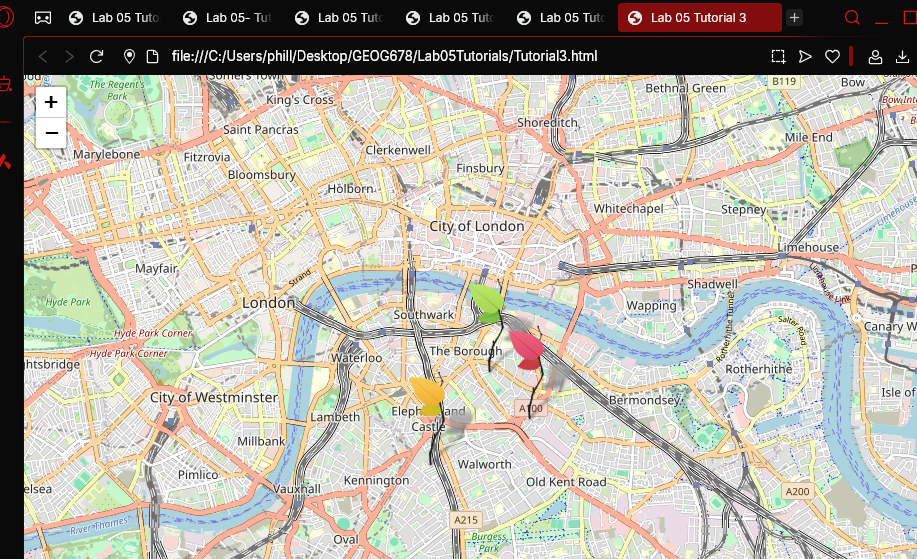 Lab 05 Tuto
Lab 05- Tut
Lab 05 Tuto
Lab 05 Tuto
Lab 05 Tuto
Lab 05 Tutorial 3
file:///C:/Users/phill/Desktop/GEOG678/Lab05Tutorials/Tutorial3.html
+
−
The Regent's
Park
Somers Town
King's Cross
Bethnal Green
B119
Bow
Saint Pancras
Shoreditch
Mile End
Marylebone
Fitzrovia
Clerkenwell
Bloomsbury
Finsbury
Holborn
Whitechapel
Stepney
City of London
Limehouse
Mayfair
Strand
Shadwell
Limehouse Link
Hyde Park
London
Southwark
Wapping
Rotherhithe Tunnel
Salter Road
Canary W
Hyde Park Corner
Hyde Park Corner
Waterloo
The Borough
ghtsbridge
Rotherhithe
City of Westminster
Bermondsey
Isle of
Lambeth
Elephant and
Castle
A100
Millbank
Walworth
Pimlico
Kennington
Old Kent Road
elsea
Vauxhall
A200
River Thames
Oval
A215
Burgess
Park